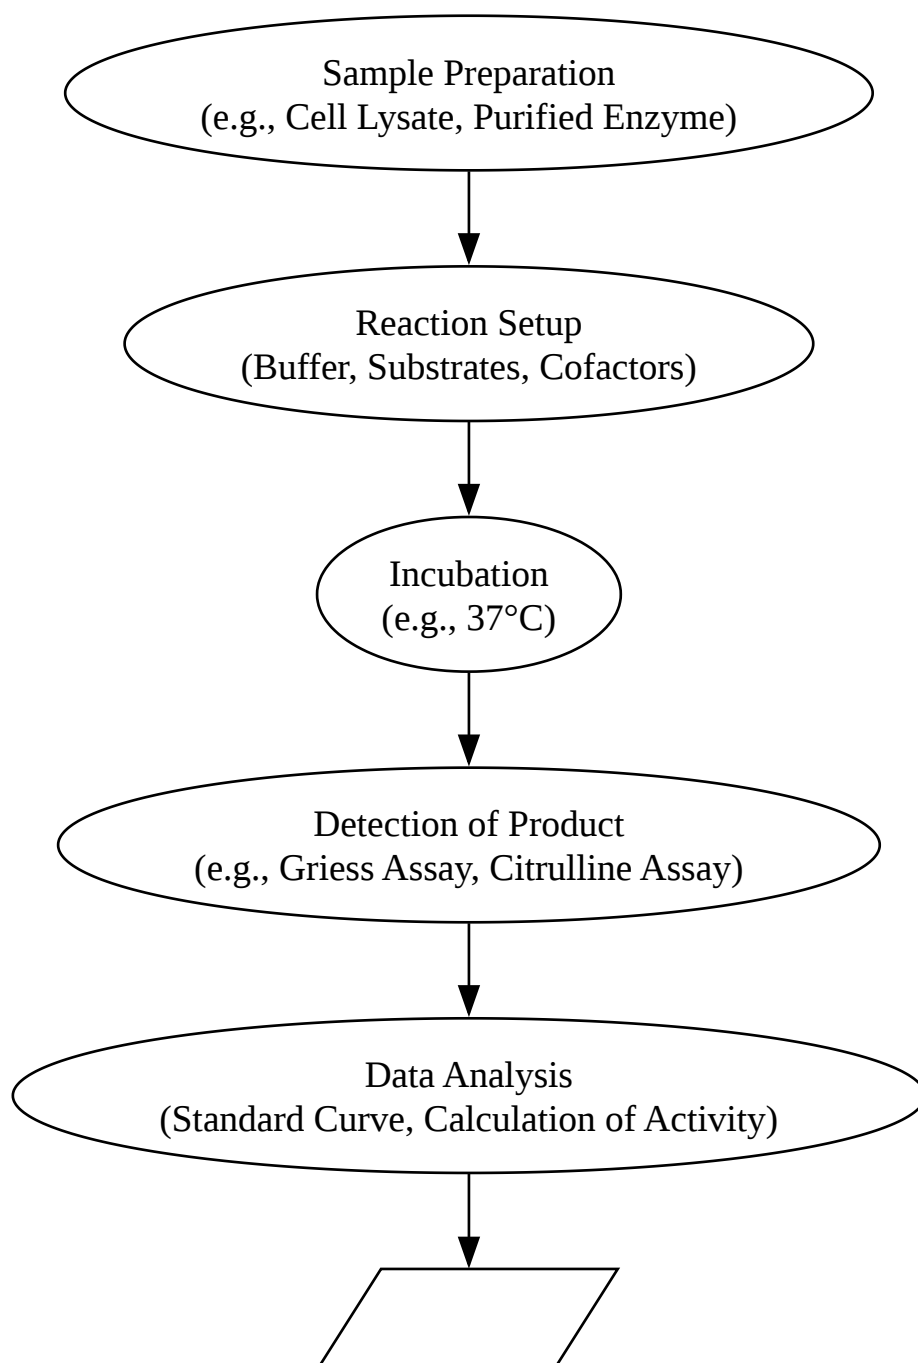 Sample Preparation
(e.g., Cell Lysate, Purified Enzyme)
Reaction Setup
(Buffer, Substrates, Cofactors)
Incubation
(e.g., 37°C)
Detection of Product
(e.g., Griess Assay, Citrulline Assay)
Data Analysis
(Standard Curve, Calculation of Activity)